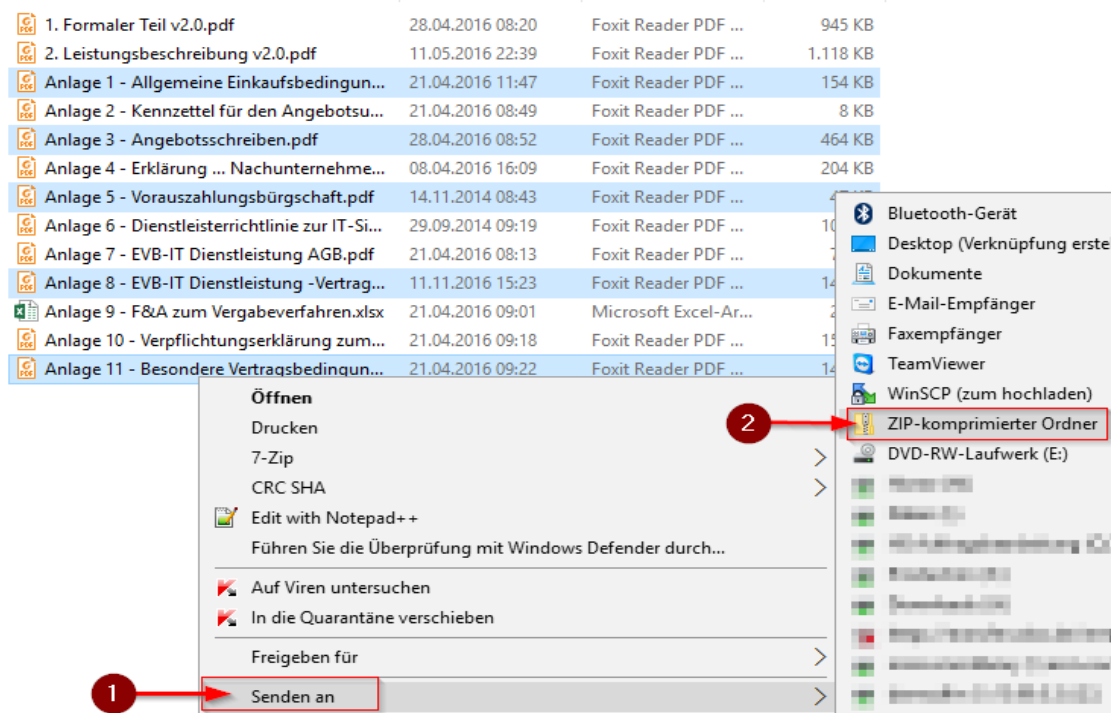 1. Formaler Teil v2.0.pdf 28.04.2016 08:20 Foxit Reader PDF ... 945 KB
2. Leistungsbeschreibung v2.0.pdf 11.05.2016 22:39 Foxit Reader PDF ... 1.118 KB
Anlage 1 - Allgemeine Einkaufsbedingun... 21.04.2016 11:47 Foxit Reader PDF ... 154 KB
Anlage 2 - Kennzettel für den Angebotsu... 21.04.2016 08:49 Foxit Reader PDF ... 8 KB
Anlage 3 - Angebotsschreiben.pdf 28.04.2016 08:52 Foxit Reader PDF ... 464 KB
Anlage 4 - Erklärung ... Nachunternehme... 08.04.2016 16:09 Foxit Reader PDF ... 204 KB
Anlage 5 - Vorauszahlungsbürgschaft.pdf 14.11.2014 08:43 Foxit Reader PDF ...
Anlage 6 - Dienstleisterrichtlinie zur IT-Si... 29.09.2014 09:19 Foxit Reader PDF ... 10
Anlage 7 - EVB-IT Dienstleistung AGB.pdf 21.04.2016 08:13 Foxit Reader PDF ...
Anlage 8 - EVB-IT Dienstleistung -Vertrag... 11.11.2016 15:23 Foxit Reader PDF ... 14
Anlage 9 - F&A zum Vergabeverfahren.xlsx 21.04.2016 09:01 Microsoft Excel-Ar... 2
Anlage 10 - Verpflichtungserklärung zum... 21.04.2016 09:18 Foxit Reader PDF ... 15
Anlage 11 - Besondere Vertragsbedingun... 21.04.2016 09:22 Foxit Reader PDF ... 14
Öffnen
Drucken
7-Zip
CRC SHA
Edit with Notepad++
Führen Sie die Überprüfung mit Windows Defender durch...
Auf Viren untersuchen
In die Quarantäne verschieben
Freigeben für
1 Senden an
Bluetooth-Gerät
Desktop (Verknüpfung erste
Dokumente
E-Mail-Empfänger
Faxempfänger
TeamViewer
WinSCP (zum hochladen)
2 ZIP-komprimierter Ordner
DVD-RW-Laufwerk (E:)